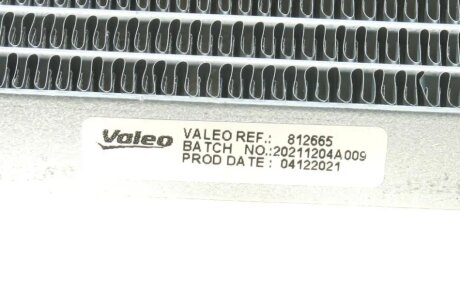 Valeo
VALEO REF.: 812665
BATCH NO.:20211204A009
PROD DATE : 04122021